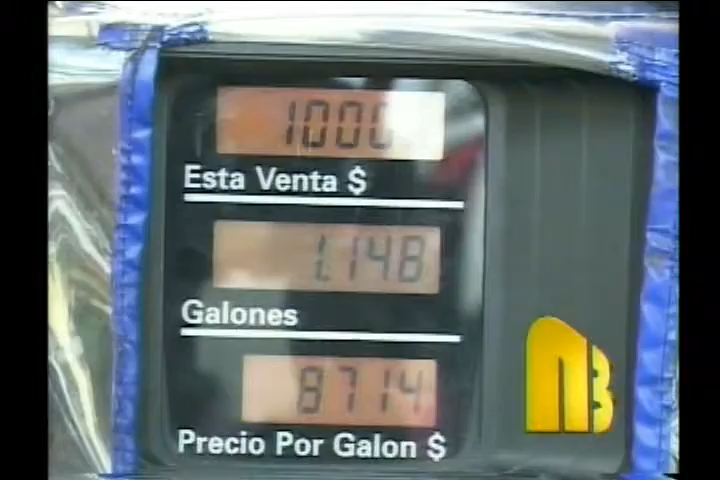 1000
Esta Venta $
1.148
Galones
8714
Precio Por Galon $